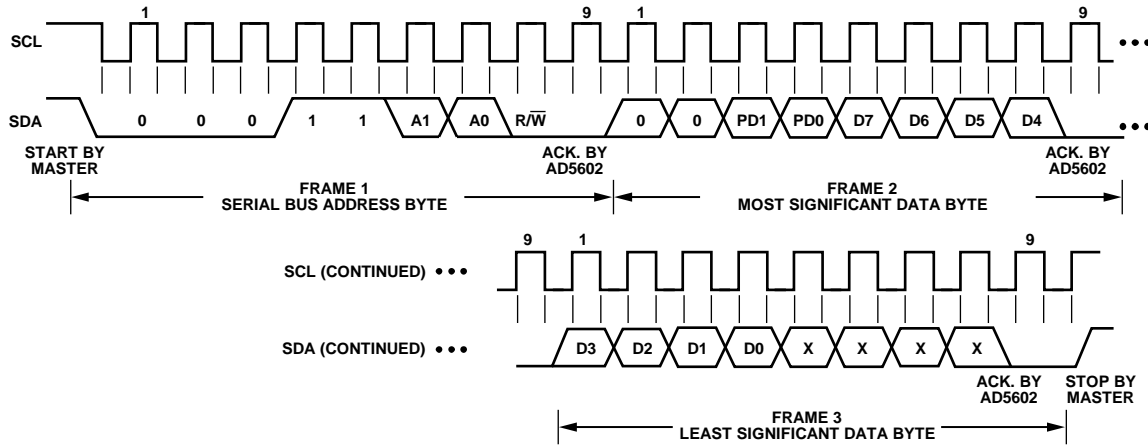 1 9 1 9
SCL •••
SDA 0 0 0 1 1 A1 A0 R/W̅ 0 0 PD1 PD0 D7 D6 D5 D4 •••
START BY
MASTER
ACK. BY
AD5602
ACK. BY
AD5602
FRAME 1
SERIAL BUS ADDRESS BYTE
FRAME 2
MOST SIGNIFICANT DATA BYTE
9 1 9
SCL (CONTINUED) •••
SDA (CONTINUED) ••• D3 D2 D1 D0 X X X X
ACK. BY
AD5602
STOP BY
MASTER
FRAME 3
LEAST SIGNIFICANT DATA BYTE